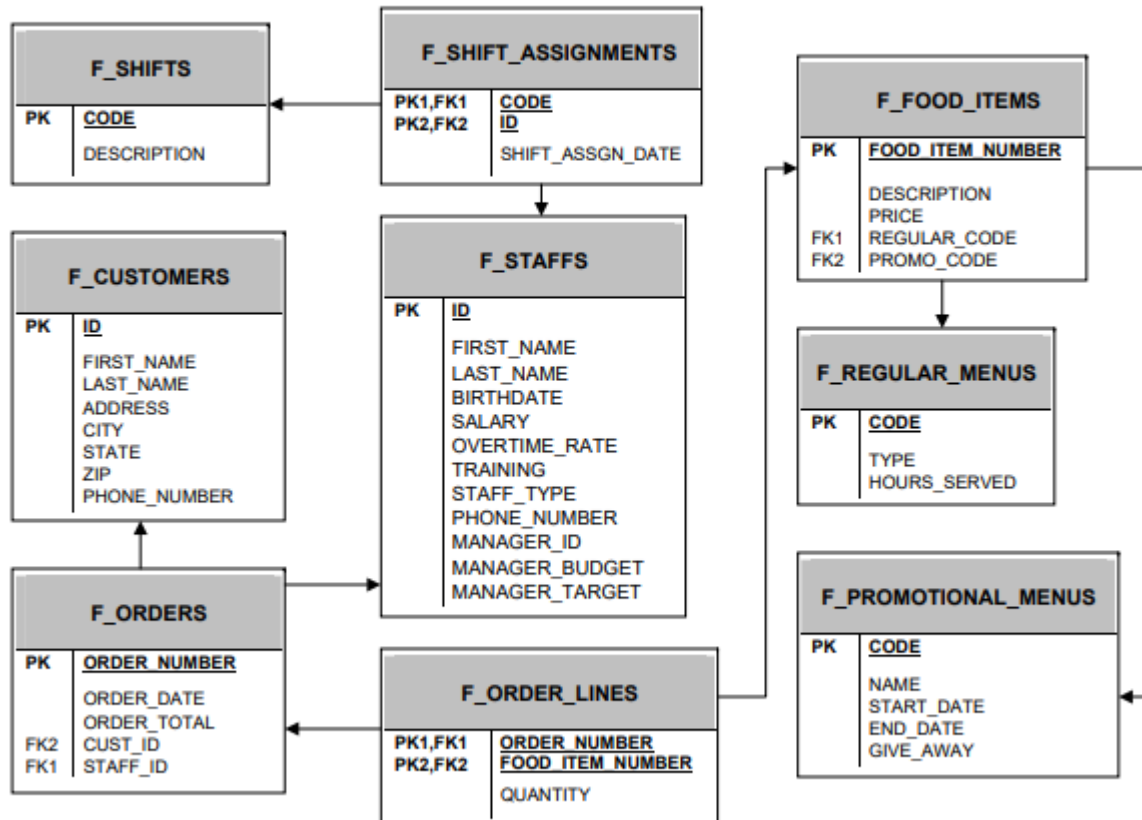 F_SHIFTS
PK CODE
DESCRIPTION
F_SHIFT_ASSIGNMENTS
PK1,FK1 CODE
PK2,FK2 ID
SHIFT_ASSGN_DATE
F_FOOD_ITEMS
PK FOOD_ITEM_NUMBER
DESCRIPTION
PRICE
FK1 REGULAR_CODE
FK2 PROMO_CODE
F_CUSTOMERS
PK ID
FIRST_NAME
LAST_NAME
ADDRESS
CITY
STATE
ZIP
PHONE_NUMBER
F_STAFFS
PK ID
FIRST_NAME
LAST_NAME
BIRTHDATE
SALARY
OVERTIME_RATE
TRAINING
STAFF_TYPE
PHONE_NUMBER
MANAGER_ID
MANAGER_BUDGET
MANAGER_TARGET
F_REGULAR_MENUS
PK CODE
TYPE
HOURS_SERVED
F_ORDERS
PK ORDER_NUMBER
ORDER_DATE
ORDER_TOTAL
FK2 CUST_ID
FK1 STAFF_ID
F_ORDER_LINES
PK1,FK1 ORDER_NUMBER
PK2,FK2 FOOD_ITEM_NUMBER
QUANTITY
F_PROMOTIONAL_MENUS
PK CODE
NAME
START_DATE
END_DATE
GIVE_AWAY